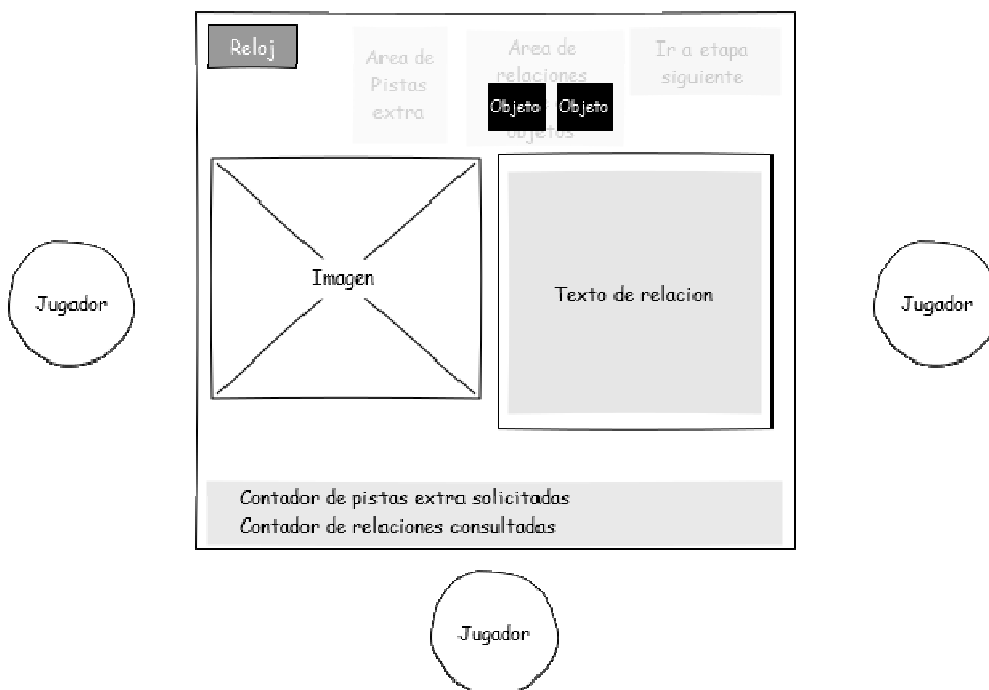 Reloj
Area de
Pistas
extra
Area de
relaciones
objetos
Objeto
Objeto
Ir a etapa
siguiente
Imagen
Texto de relacion
Jugador
Jugador
Contador de pistas extra solicitadas
Contador de relaciones consultadas
Jugador